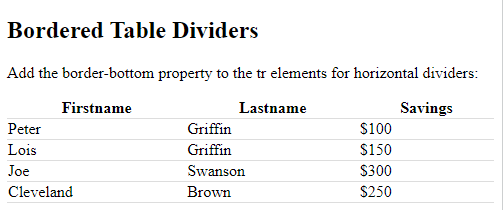 Bordered Table Dividers
Add the border-bottom property to the tr elements for horizontal dividers:
Firstname Lastname Savings
Peter Griffin $100
Lois Griffin $150
Joe Swanson $300
Cleveland Brown $250